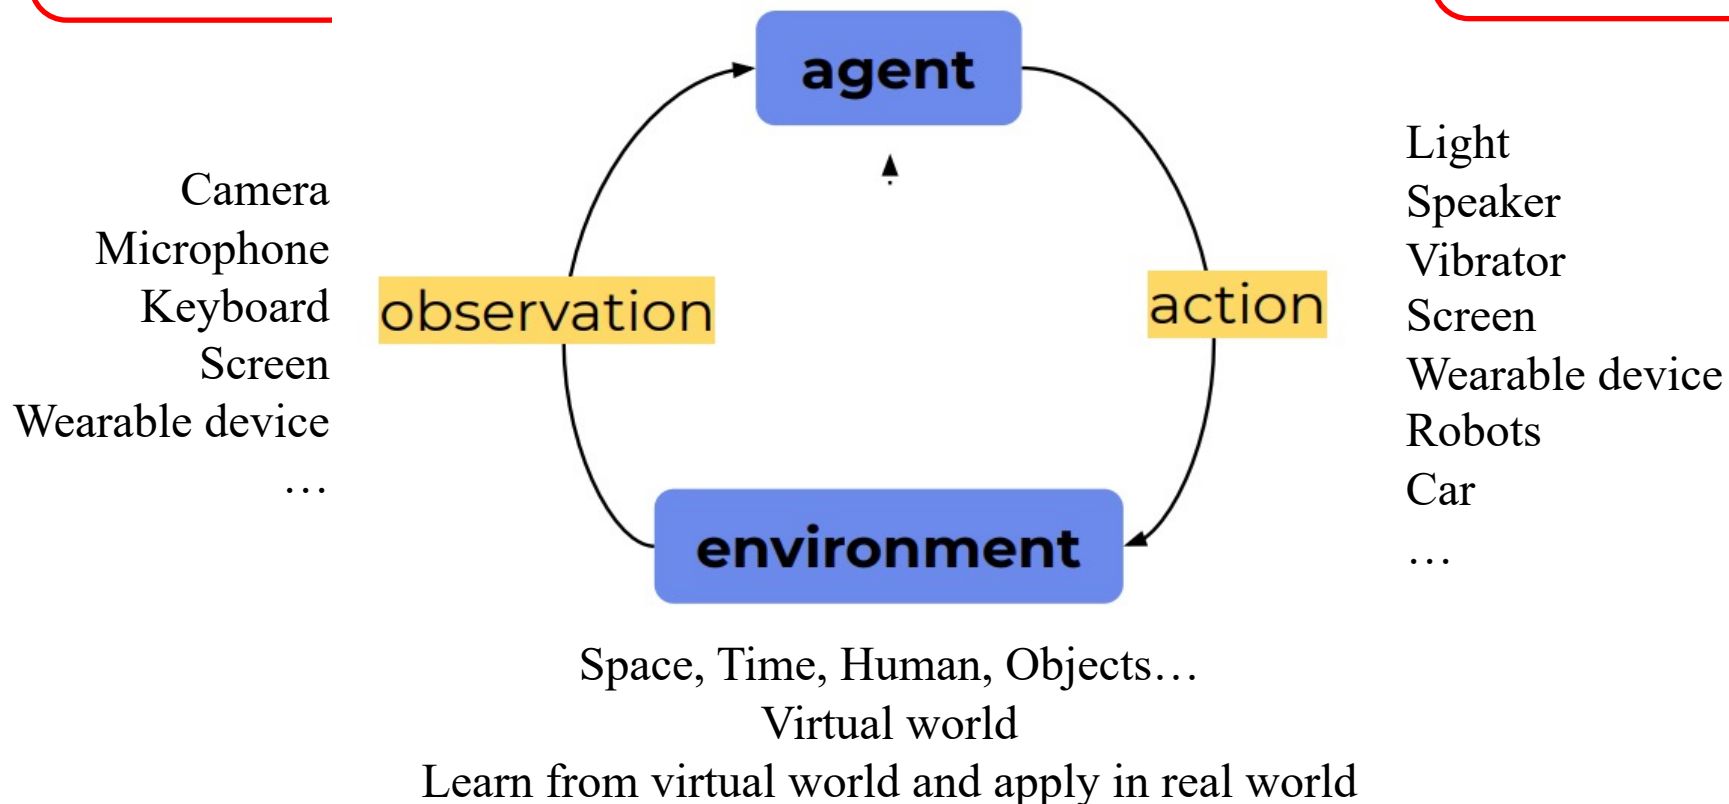 agent
Camera
Microphone
Keyboard
Screen
Wearable device
…
observation
action
Light
Speaker
Vibrator
Screen
Wearable device
Robots
Car
…
environment
Space, Time, Human, Objects…
Virtual world
Learn from virtual world and apply in real world